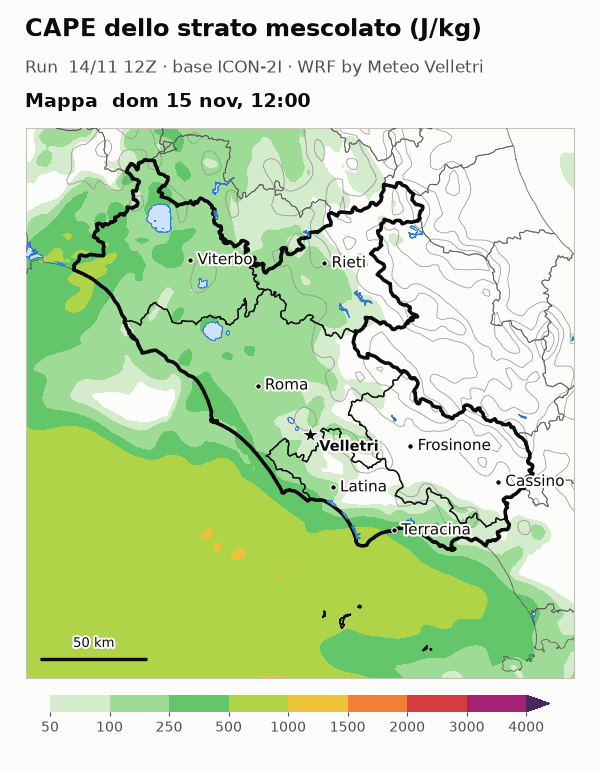 CAPE dello strato mescolato (J/kg)
Run  14/11 12Z · base ICON-2I · WRF by Meteo Velletri
Mappa  dom 15 nov, 12:00
Viterbo
Rieti
Roma
Velletri
Frosinone
Cassino
Latina
Terracina
50 km
50 100 250 500 1000 1500 2000 3000 4000